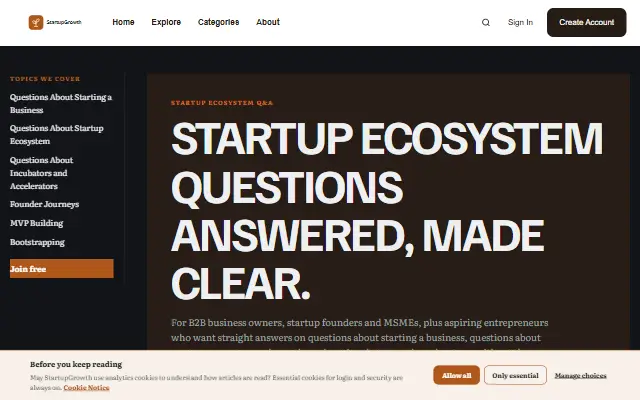 StartupGrowth
Home
Explore
Categories
About
Sign In
Create Account
TOPICS WE COVER
Questions About Starting a
Business
Questions About Startup
Ecosystem
Questions About
Incubators and
Accelerators
Founder Journeys
MVP Building
Bootstrapping
Join free
STARTUP ECOSYSTEM Q&A
STARTUP ECOSYSTEM
QUESTIONS
ANSWERED, MADE
CLEAR.
For B2B business owners, startup founders and MSMEs, plus aspiring entrepreneurs
who want straight answers on questions about starting a business, questions about
Before you keep reading
May StartupGrowth use analytics cookies to understand how articles are read? Essential cookies for login and security are
always on. Cookie Notice
Allow all
Only essential
Manage choices